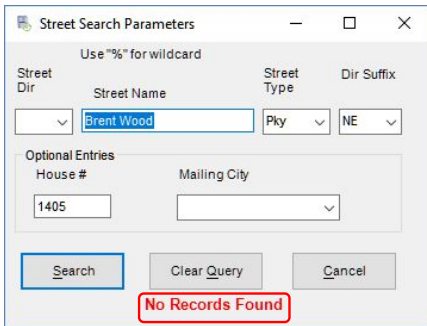 Street Search Parameters
Use "%" for wildcard
Street Dir
Street Name
Street Type
Dir Suffix
Brent Wood
Pky
NE
Optional Entries
House #
Mailing City
1405
Search
Clear Query
Cancel
No Records Found